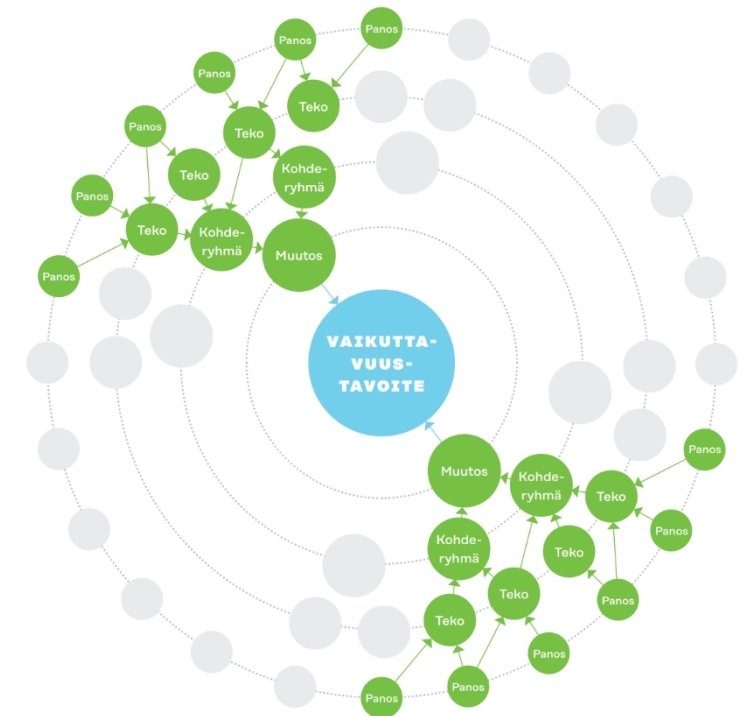 Panos
Panos
Panos
Panos
Panos
Panos
Panos
Teko
Teko
Teko
Teko
Kohde-
ryhmä
Kohde-
ryhmä
Muutos
VAIKUTTA-
VUUS-
TAVOITE
Muutos
Kohde-
ryhmä
Kohde-
ryhmä
Teko
Teko
Teko
Teko
Panos
Panos
Panos
Panos
Panos
Panos